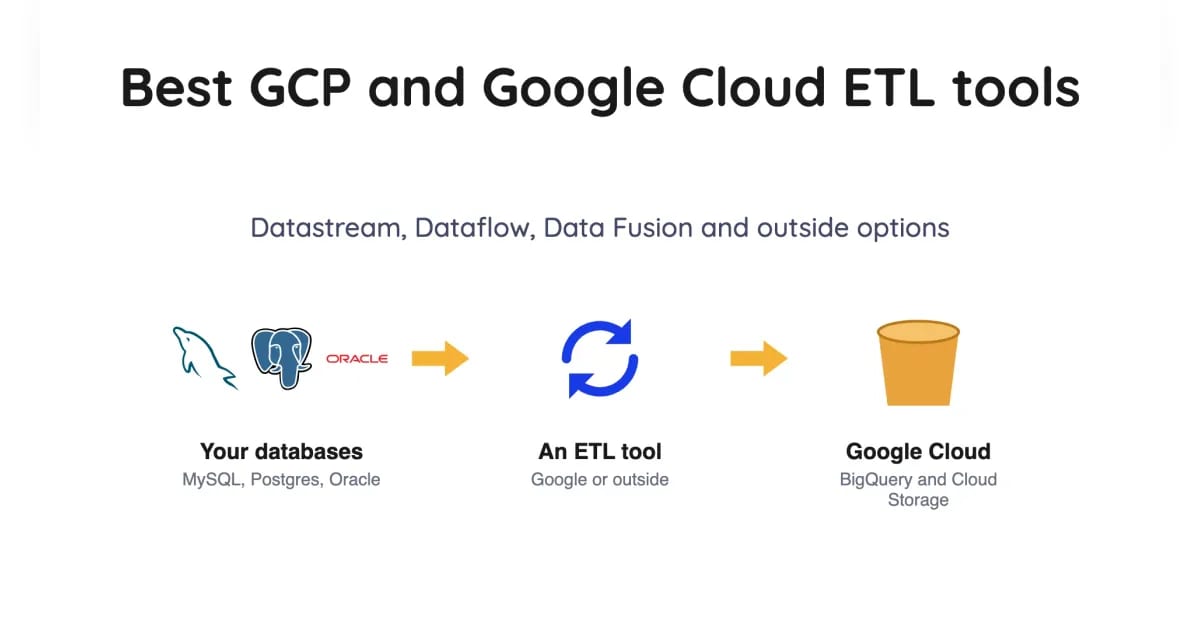 Best GCP and Google Cloud ETL tools
Datastream, Dataflow, Data Fusion and outside options
ORACLE
Your databases
MySQL, Postgres, Oracle
An ETL tool
Google or outside
Google Cloud
BigQuery and Cloud
Storage